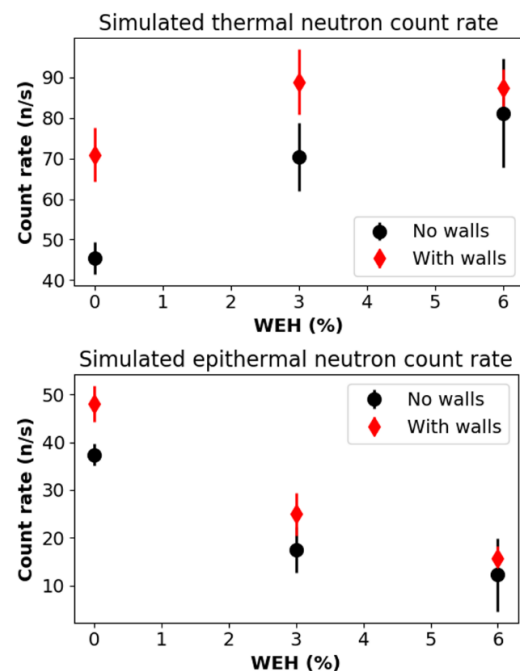 Simulated thermal neutron count rate
Count rate (n/s)
90
80
70
60
50
40
No walls
With walls
0 1 2 3 4 5 6
WEH (%)
Simulated epithermal neutron count rate
Count rate (n/s)
50
40
30
20
10
No walls
With walls
0 1 2 3 4 5 6
WEH (%)